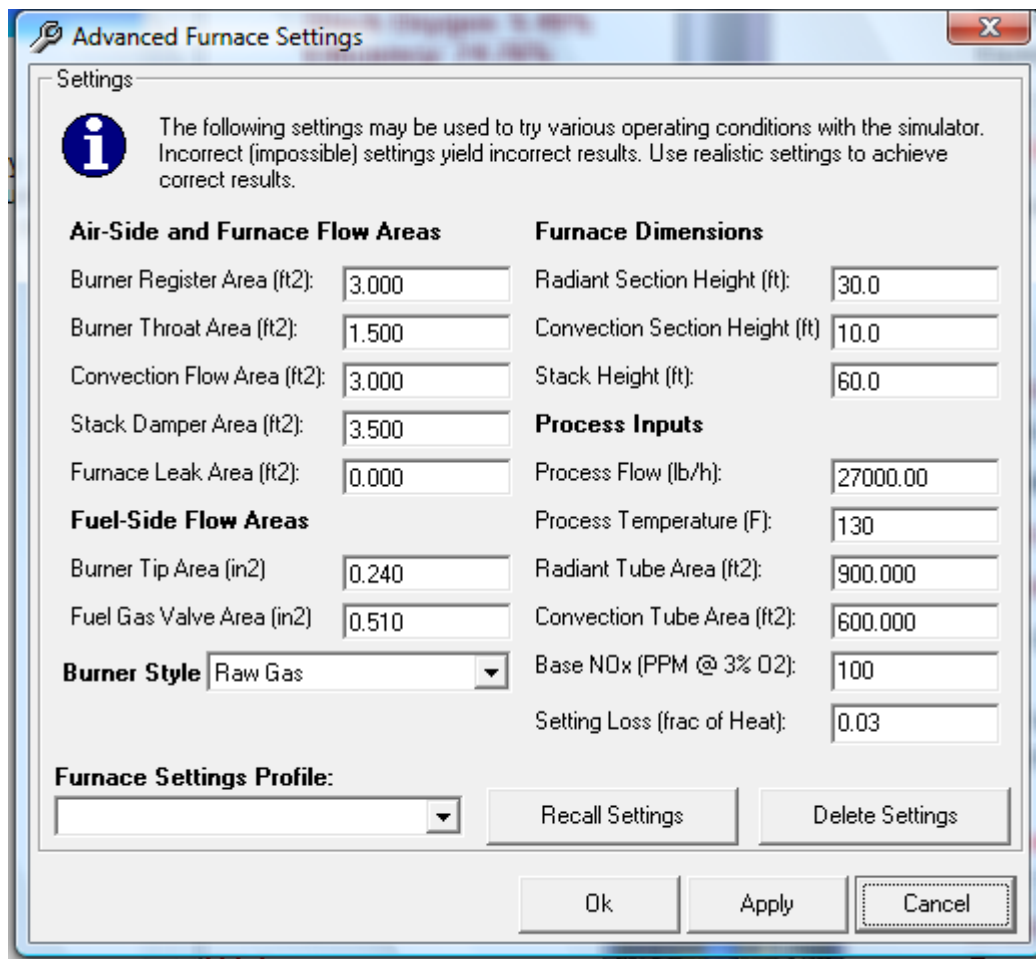 Advanced Furnace Settings
Settings
The following settings may be used to try various operating conditions with the simulator.
Incorrect (impossible) settings yield incorrect results. Use realistic settings to achieve
correct results.
Air-Side and Furnace Flow Areas
Burner Register Area (ft2): 3.000
Burner Throat Area (ft2): 1.500
Convection Flow Area (ft2): 3.000
Stack Damper Area (ft2): 3.500
Furnace Leak Area (ft2): 0.000
Fuel-Side Flow Areas
Burner Tip Area (in2) 0.240
Fuel Gas Valve Area (in2) 0.510
Burner Style Raw Gas
Furnace Dimensions
Radiant Section Height (ft): 30.0
Convection Section Height (ft) 10.0
Stack Height (ft): 60.0
Process Inputs
Process Flow (lb/h): 27000.00
Process Temperature (F): 130
Radiant Tube Area (ft2): 900.000
Convection Tube Area (ft2): 600.000
Base NOx (PPM @ 3% O2): 100
Setting Loss (frac of Heat): 0.03
Furnace Settings Profile:
Recall Settings Delete Settings
Ok Apply Cancel